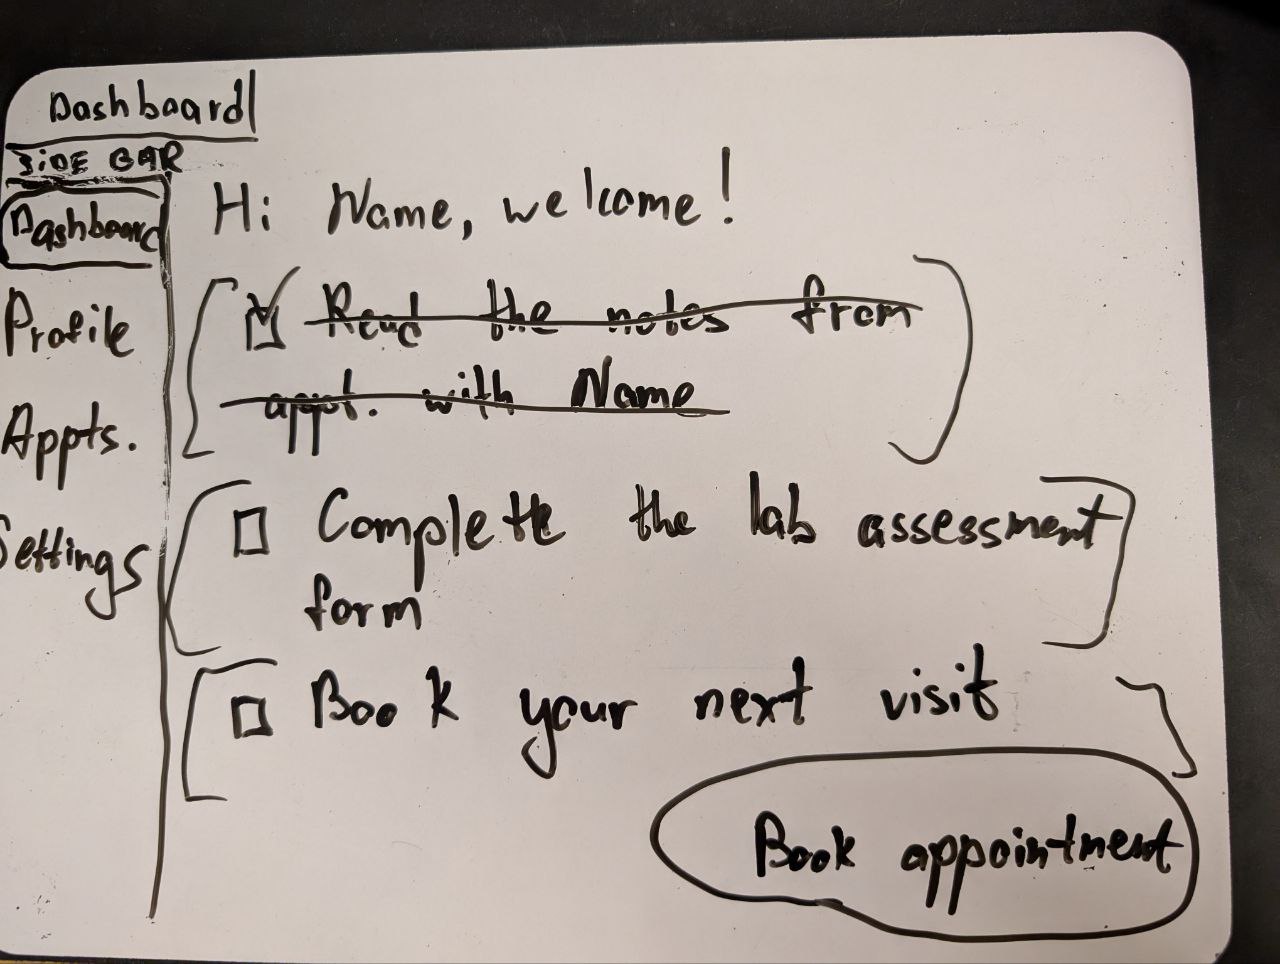 Dashboard
SIDE BAR
Dashboard
Profile
Appts.
Settings
Hi Name, welcome!
Read the notes from
appt. with Name
Complete the lab assessment
form
Book your next visit
Book appointment